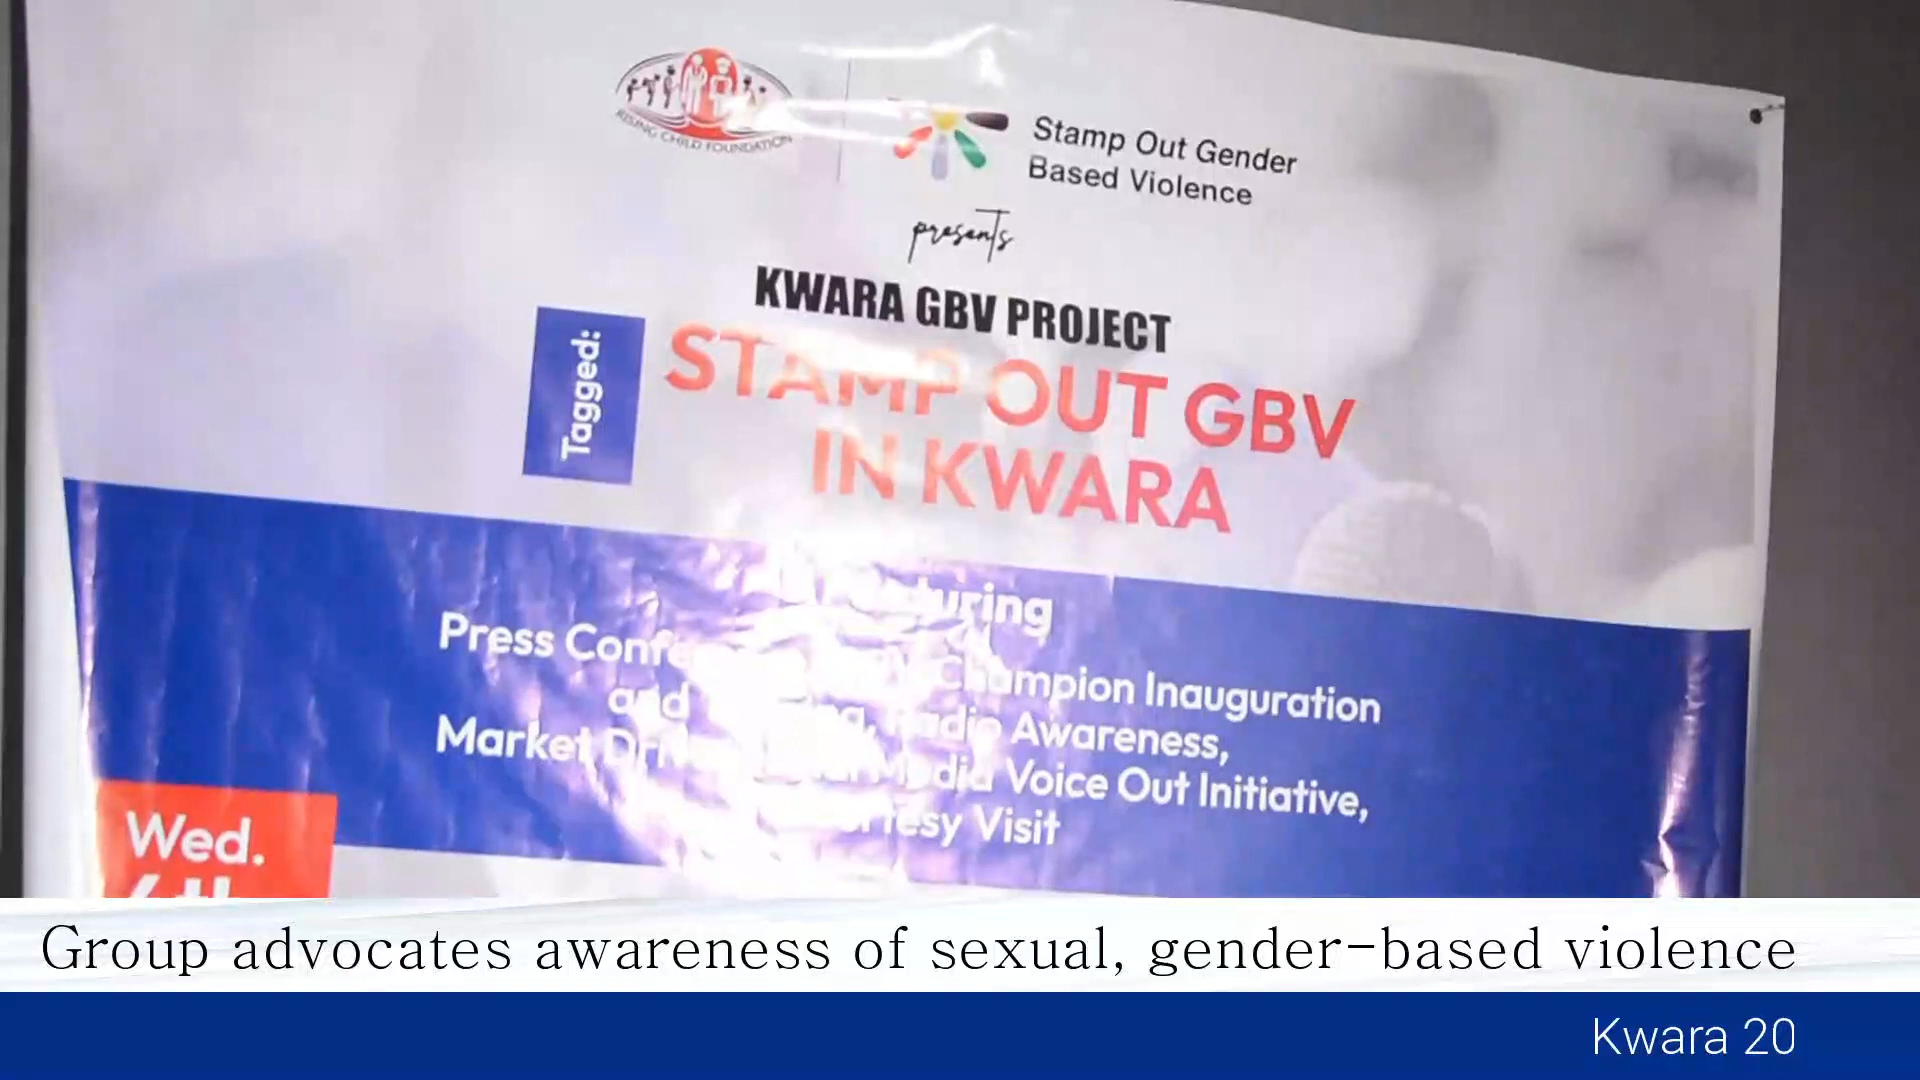 RISING CHILD FOUNDATION
Stamp Out Gender
Based Violence
presents
KWARA GBV PROJECT
Tagged:
STAMP OUT GBV
IN KWARA
Press Champion Inauguration
and Radio Awareness,
Market Media Voice Out Initiative,
Visit
Wed.
Group advocates awareness of sexual, gender-based violence
Kwara 20